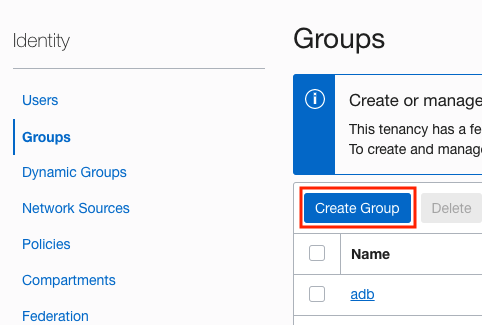 Identity
Users
Groups
Dynamic Groups
Network Sources
Policies
Compartments
Federation
Groups
Create or manage
This tenancy has a fe
To create and manag
Create Group
Delete
Name
adb